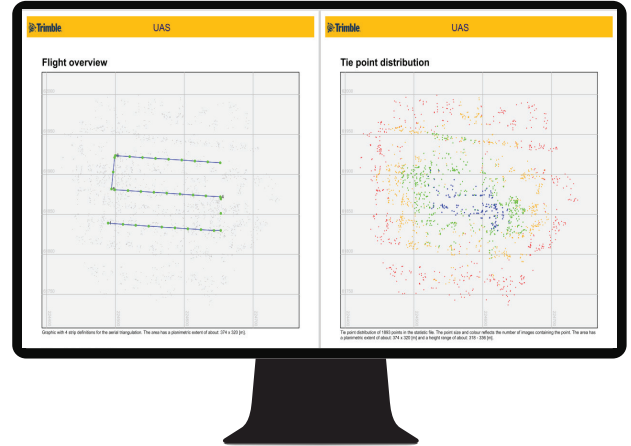 Trimble
UAS
Flight overview
Graphic with 4 strip definitions for the aerial triangulation. The area has a planimetric extent of about: 374 x 320 [m].
Trimble
UAS
Tie point distribution
Tie point distribution of 1693 points in the statistic file. The point size and colour reflects the number of images containing the point. The area has
a planimetric extent of about: 374 x 320 [m] and a height range of about: 318 - 336 [m].